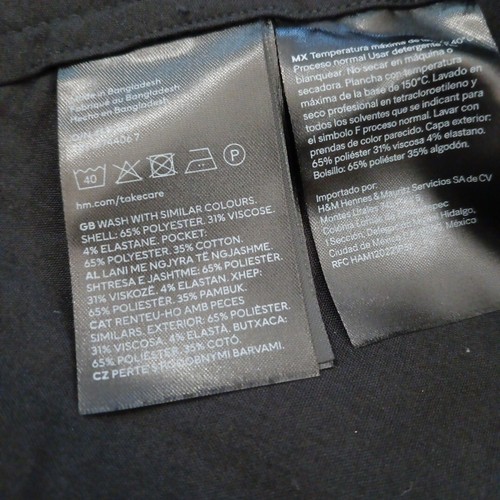 in Bangladesh
Fabriqué au Bangladesh
Hecho en Bangladesh
40
P
hm.com/takecare
GB WASH WITH SIMILAR COLOURS.
SHELL: 65% POLYESTER, 31% VISCOSE,
4% ELASTANE. POCKET:
65% POLYESTER, 35% COTTON.
AL LANI ME NGJYRA TË NGJASHME.
SHTRESA E JASHTME: 65% POLIESTËR,
31% VISKOZË, 4% ELASTAN. XHEP:
65% POLIESTËR, 35% PAMBUK.
CAT RENTEU-HO AMB PECES
SIMILARS. EXTERIOR: 65% POLIÈSTER,
31% VISCOSA, 4% ELASTÀ, BUTXACA:
65% POLIÈSTER, 35% COTÓ.
CZ PERTE S PODOBNÝMI BARVAMI.
MX Temperatura máxima de
Proceso normal Usar detergente
blanquear. No secar en máquina o
secadora. Plancha con temperatura
máxima de la base de 150°C. Lavado en
seco profesional en tetracloroetileno y
todos los solventes que se indican para
el símbolo F proceso normal. Lavar con
prendas de color parecido. Capa exterior:
65% poliéster 31% viscosa 4% elastano.
Bolsillo: 65% poliéster 35% algodón.
Importado por:
H&M Hennes & Mauritz Servicios SA de CV
Montes Urales
Colonia
I Sección, Delegación Hidalgo,
Ciudad de México, México
RFC